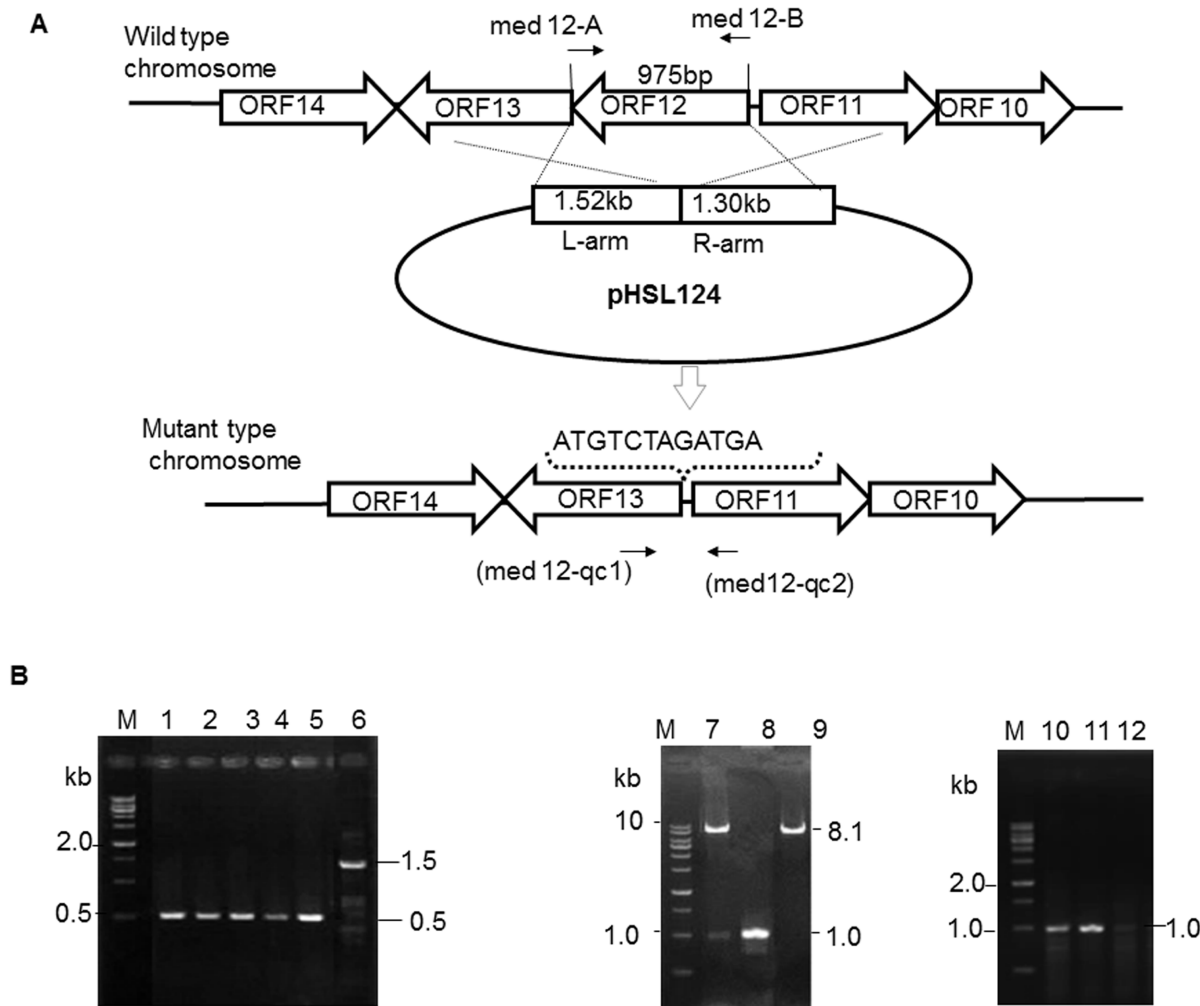 A
Wild type
chromosome
med 12-A
med 12-B
975bp
ORF14
ORF13
ORF12
ORF11
ORF 10
1.52kb
1.30kb
L-arm
R-arm
pHSL124
ATGTCTAGATGA
Mutant type
chromosome
ORF14
ORF13
ORF11
ORF10
(med 12-qc1)
(med12-qc2)
B
M 1 2 3 4 5 6
kb
2.0
0.5
1.5
0.5
M 7 8 9
kb
10
1.0
8.1
1.0
M 10 11 12
kb
2.0
1.0
1.0